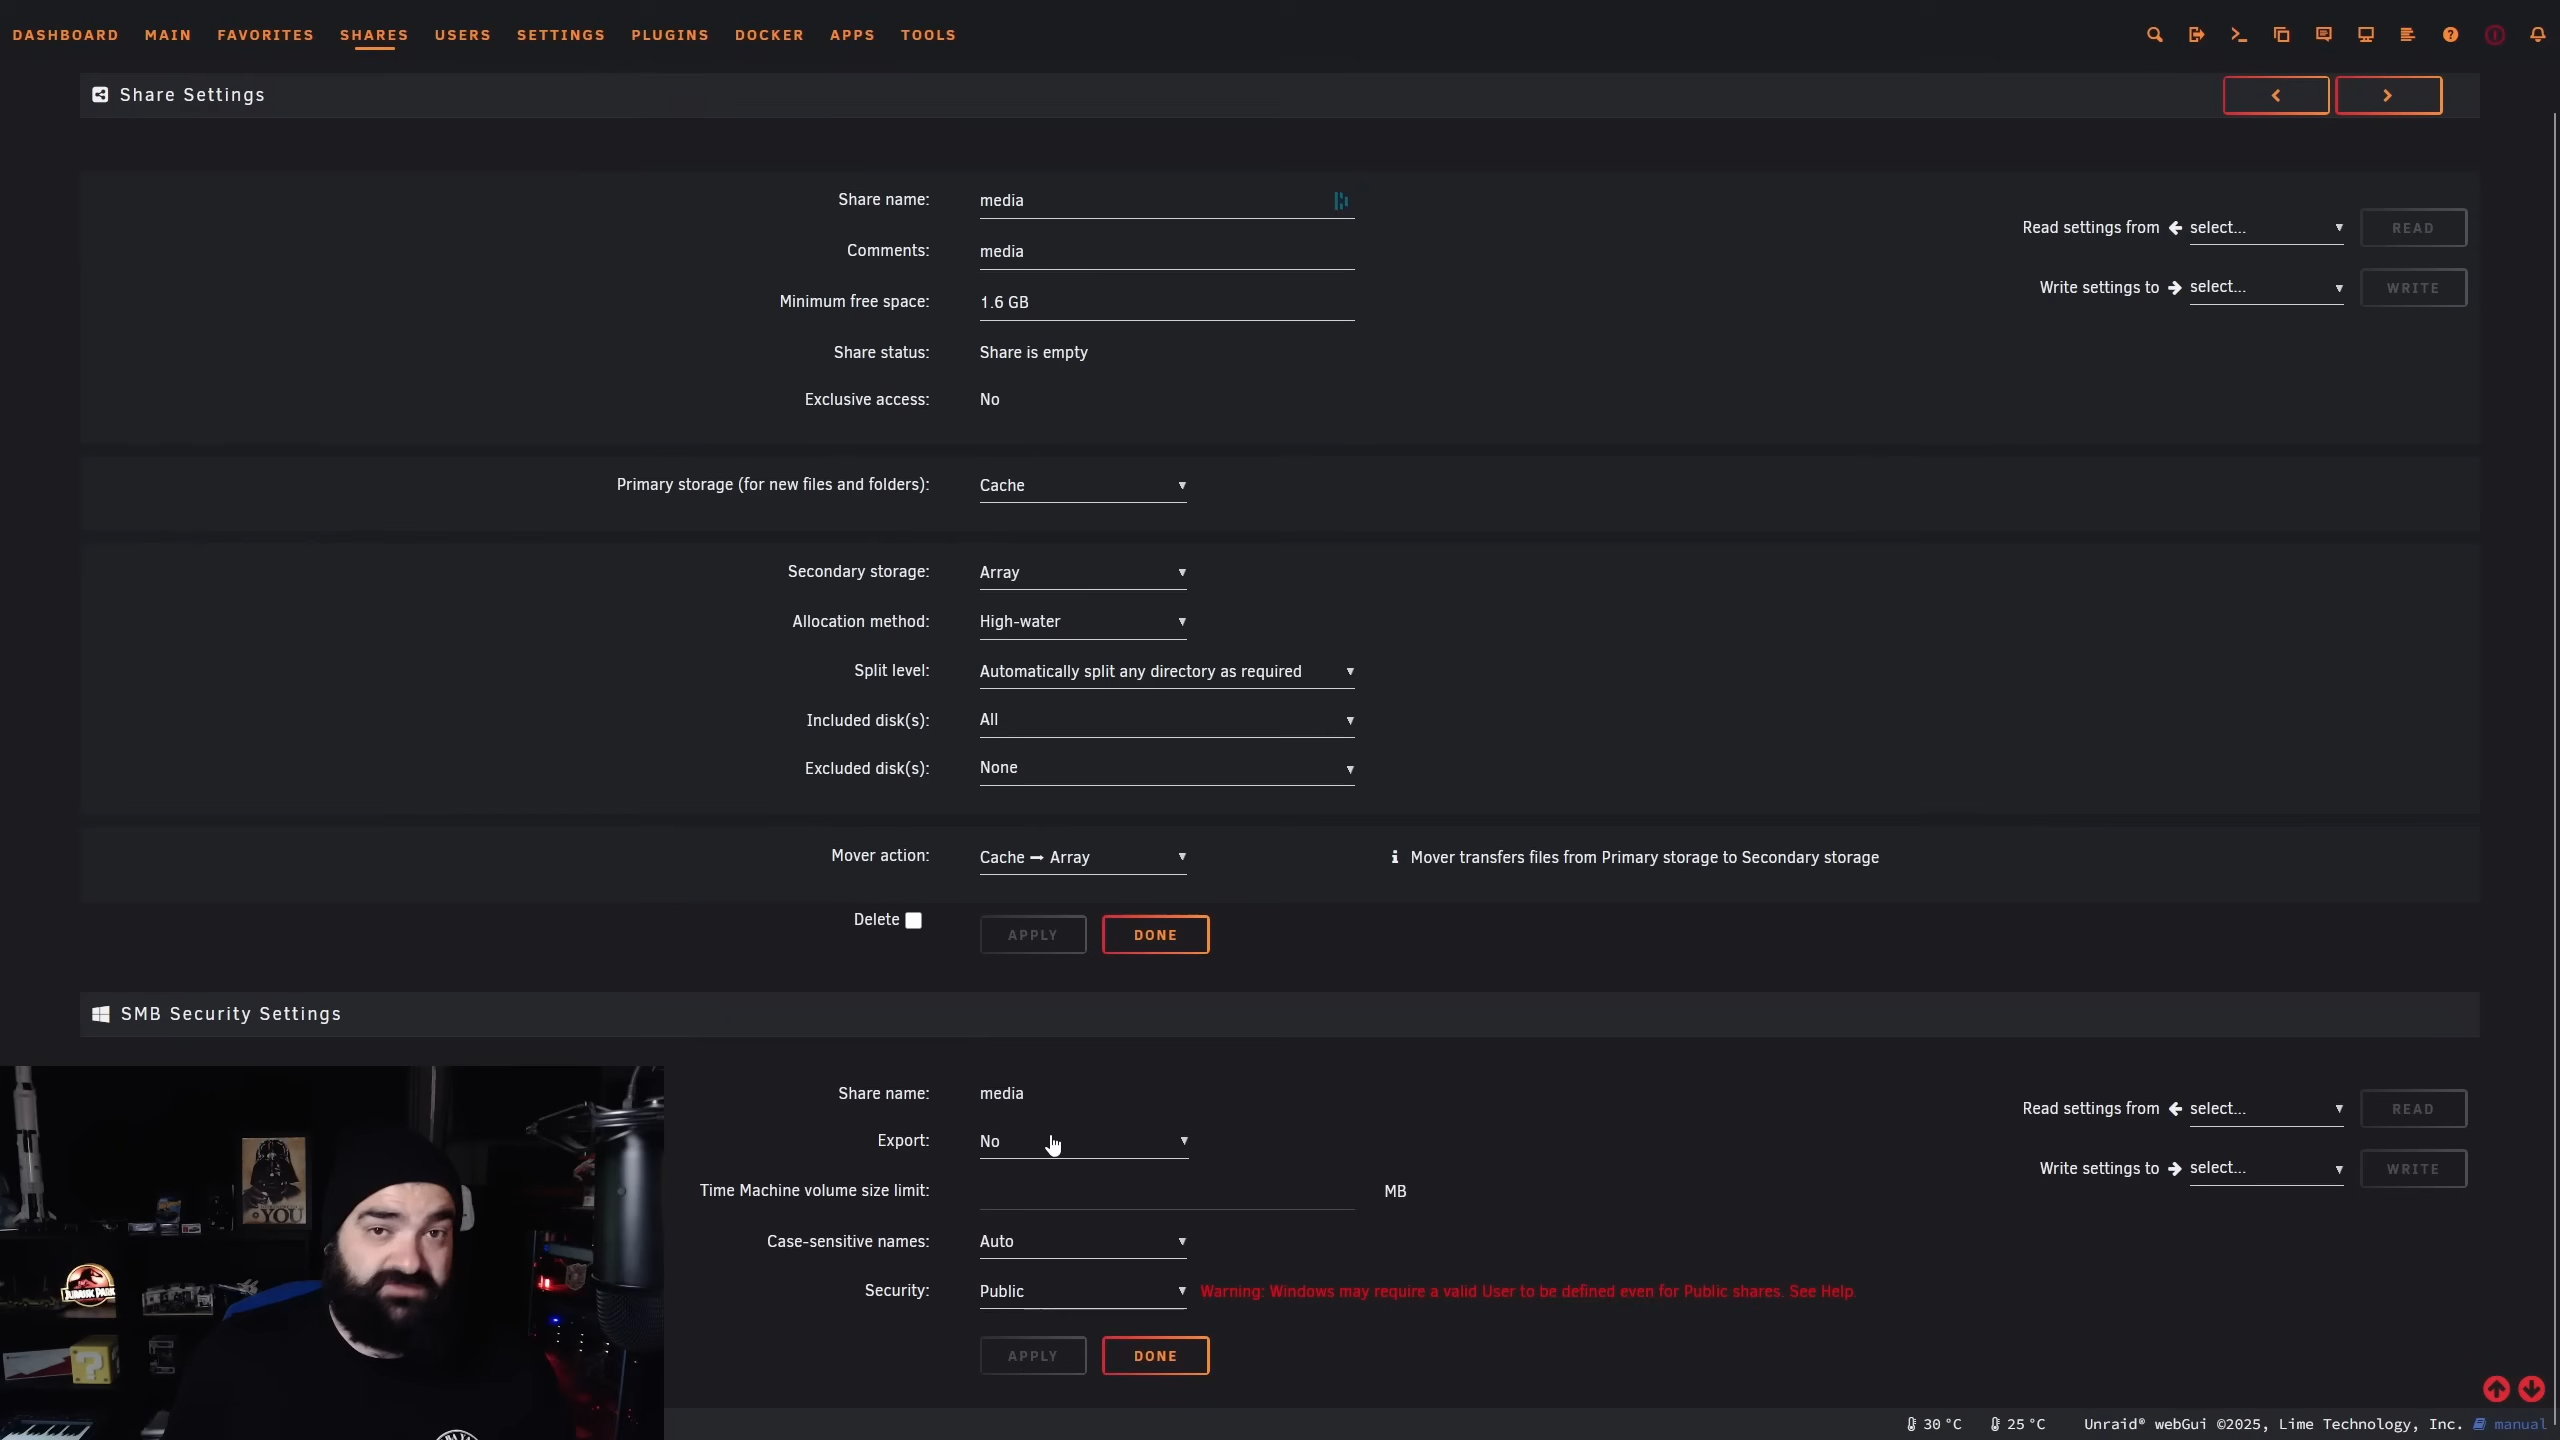 DASHBOARD MAIN FAVORITES SHARES USERS SETTINGS PLUGINS DOCKER APPS TOOLS
Share Settings
Share name: media
Comments: media
Minimum free space: 1.6 GB
Share status: Share is empty
Exclusive access: No
Read settings from select... READ
Write settings to select... WRITE
Primary storage (for new files and folders): Cache
Secondary storage: Array
Allocation method: High-water
Split level: Automatically split any directory as required
Included disk(s): All
Excluded disk(s): None
Mover action: Cache → Array Mover transfers files from Primary storage to Secondary storage
Delete APPLY DONE
SMB Security Settings
Share name: media
Export: No
Time Machine volume size limit: MB
Case-sensitive names: Auto
Security: Public Warning: Windows may require a valid User to be defined even for Public shares. See Help.
Read settings from select... READ
Write settings to select... WRITE
APPLY DONE
YOU
JURASSIC PARK
30 °C 25 °C Unraid® webGui ©2025, Lime Technology, Inc. manual